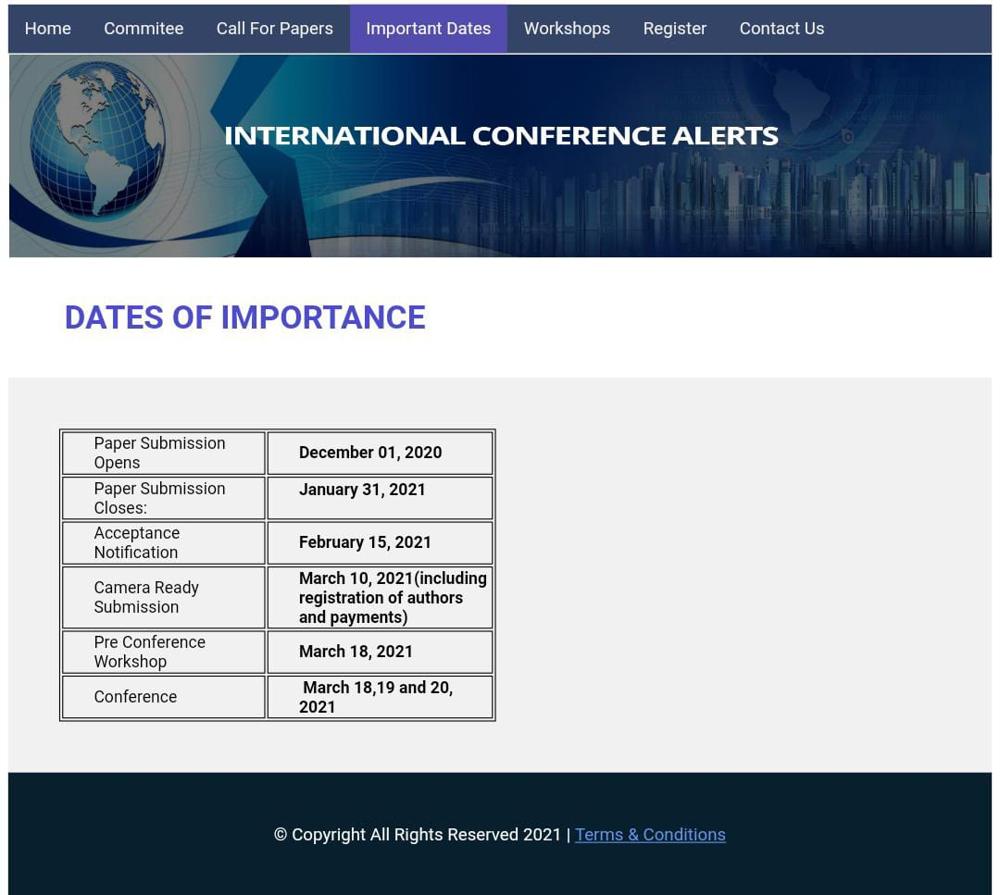 Home Commitee Call For Papers Important Dates Workshops Register Contact Us
INTERNATIONAL CONFERENCE ALERTS
DATES OF IMPORTANCE
Paper Submission
Opens
December 01, 2020
Paper Submission
Closes:
January 31, 2021
Acceptance
Notification
February 15, 2021
Camera Ready
Submission
March 10, 2021(including
registration of authors
and payments)
Pre Conference
Workshop
March 18, 2021
Conference
March 18,19 and 20,
2021
© Copyright All Rights Reserved 2021 | Terms & Conditions